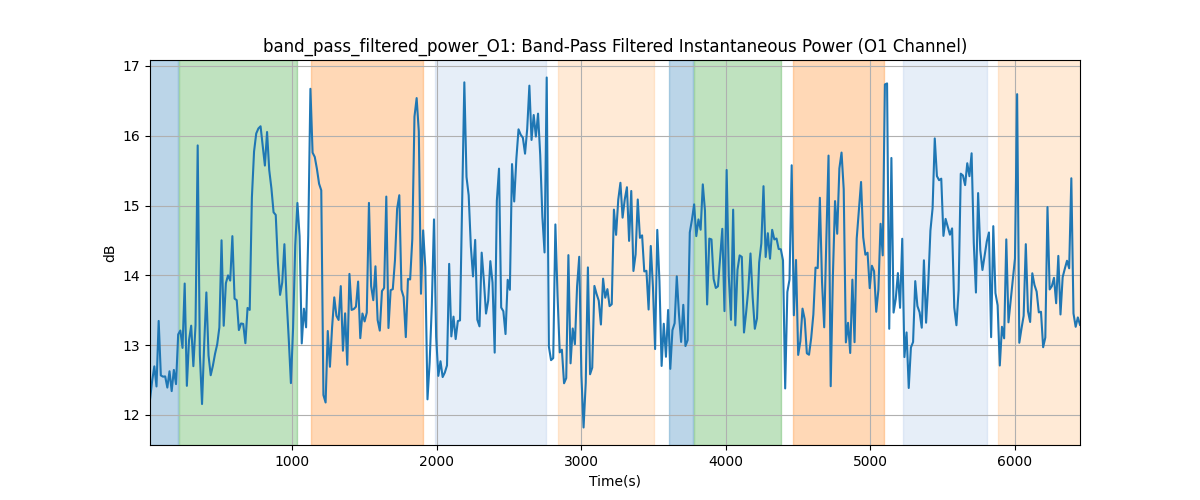 band_pass_filtered_power_O1: Band-Pass Filtered Instantaneous Power (O1 Channel)
17
16
15
14
13
12
dB
1000 2000 3000 4000 5000 6000
Time(s)